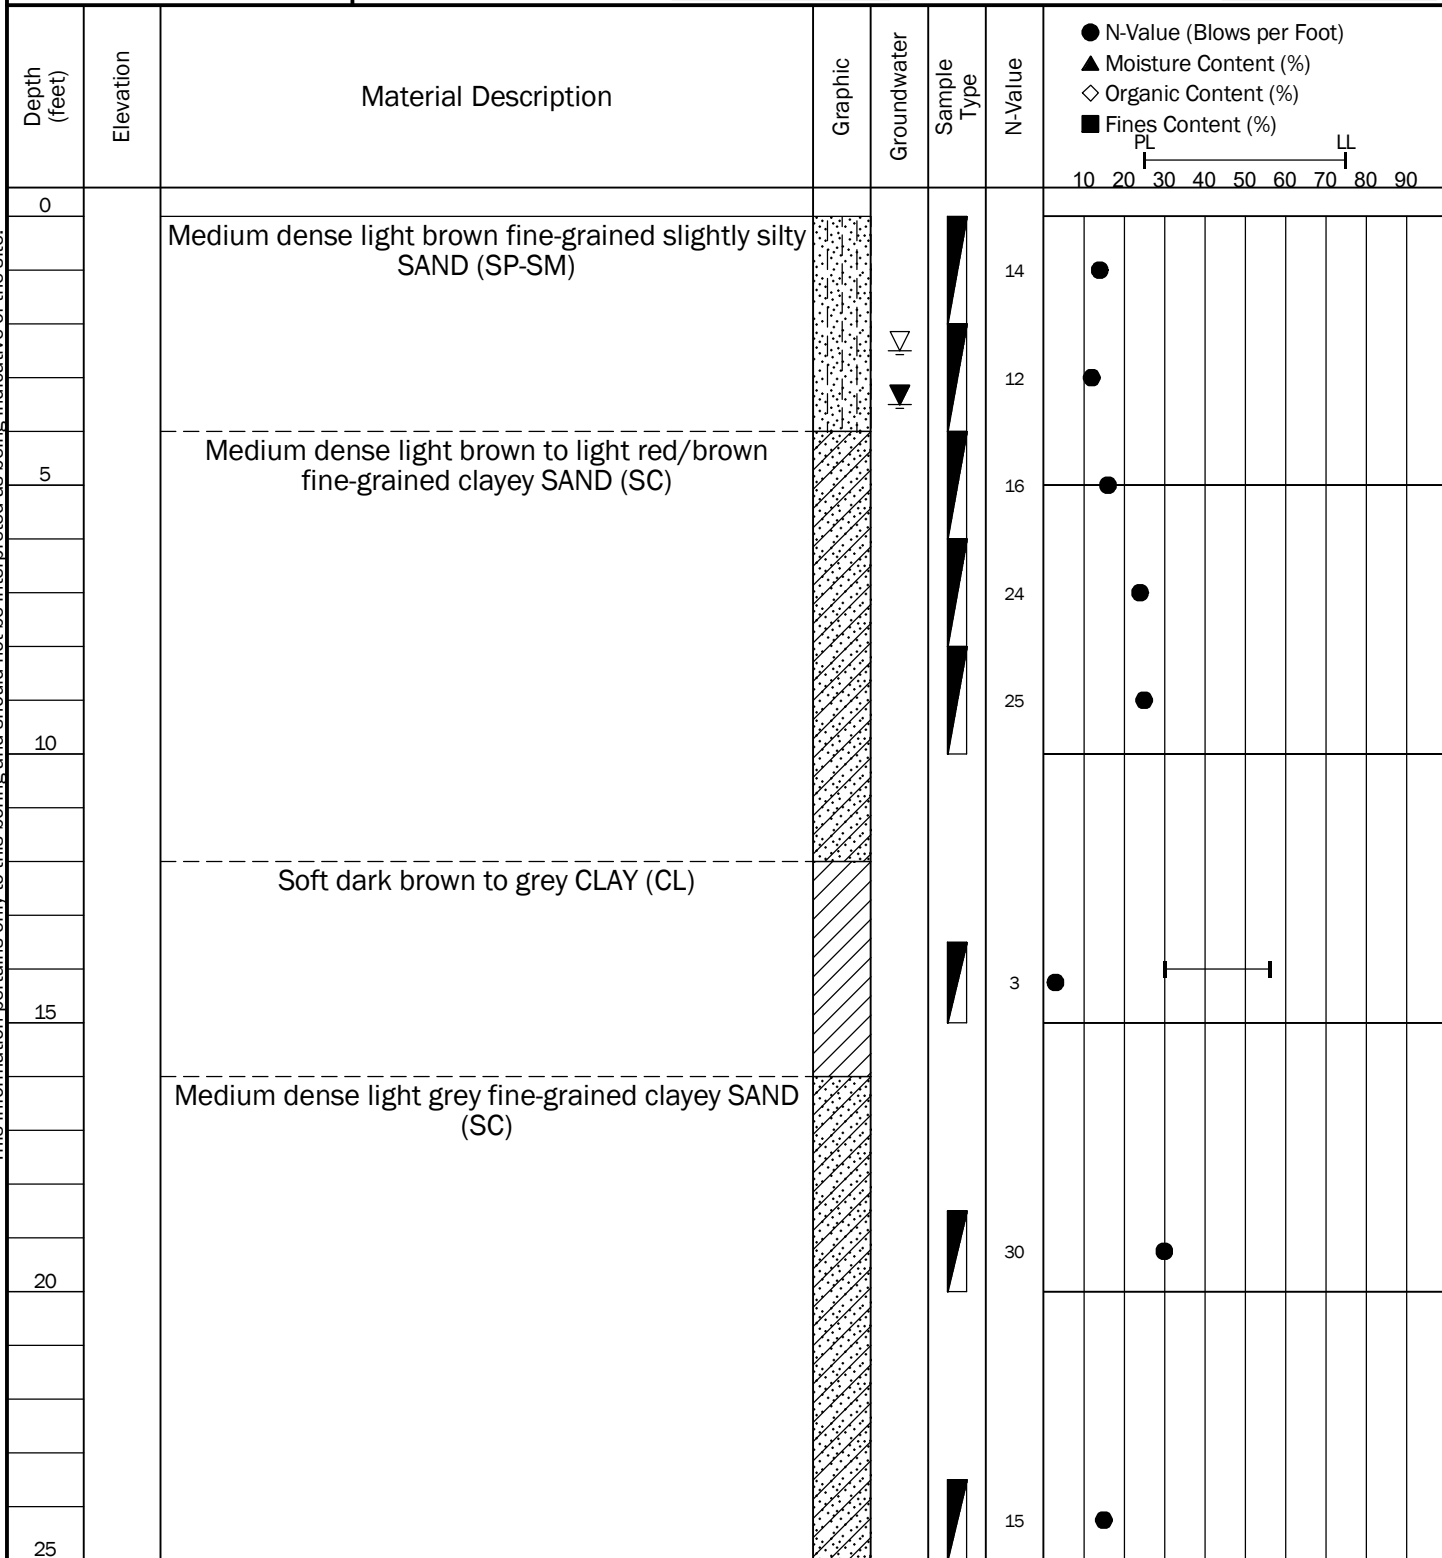 Depth
(feet)
Elevation
Material Description
Graphic
Groundwater
Sample
Type
N-Value
N-Value (Blows per Foot)
Moisture Content (%)
Organic Content (%)
Fines Content (%)
PL LL
10 20 30 40 50 60 70 80 90
0
Medium dense light brown fine-grained slightly silty
SAND (SP-SM)
14
12
Medium dense light brown to light red/brown
fine-grained clayey SAND (SC)
5
16
24
25
10
Soft dark brown to grey CLAY (CL)
3
15
Medium dense light grey fine-grained clayey SAND
(SC)
30
20
15
25